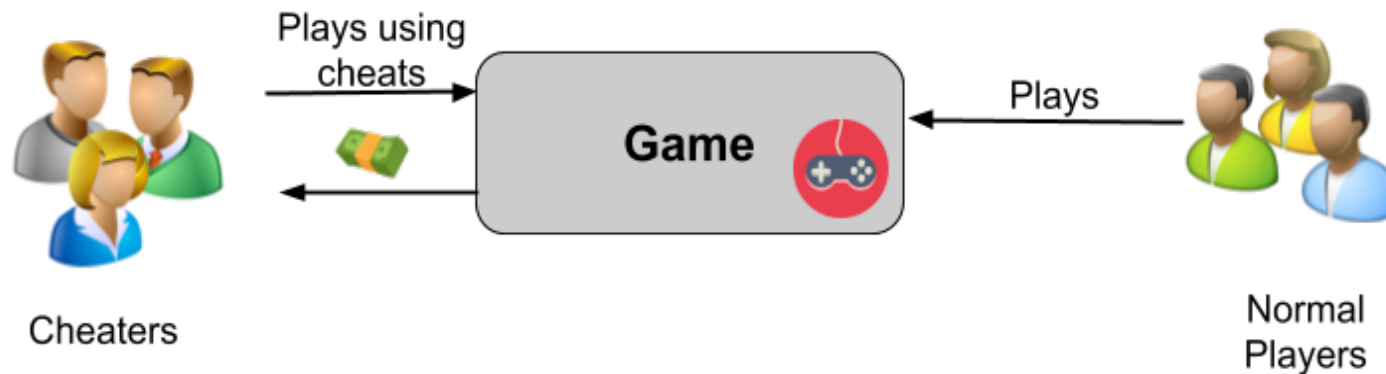 Plays using
cheats
Game
Plays
Cheaters
Normal
Players